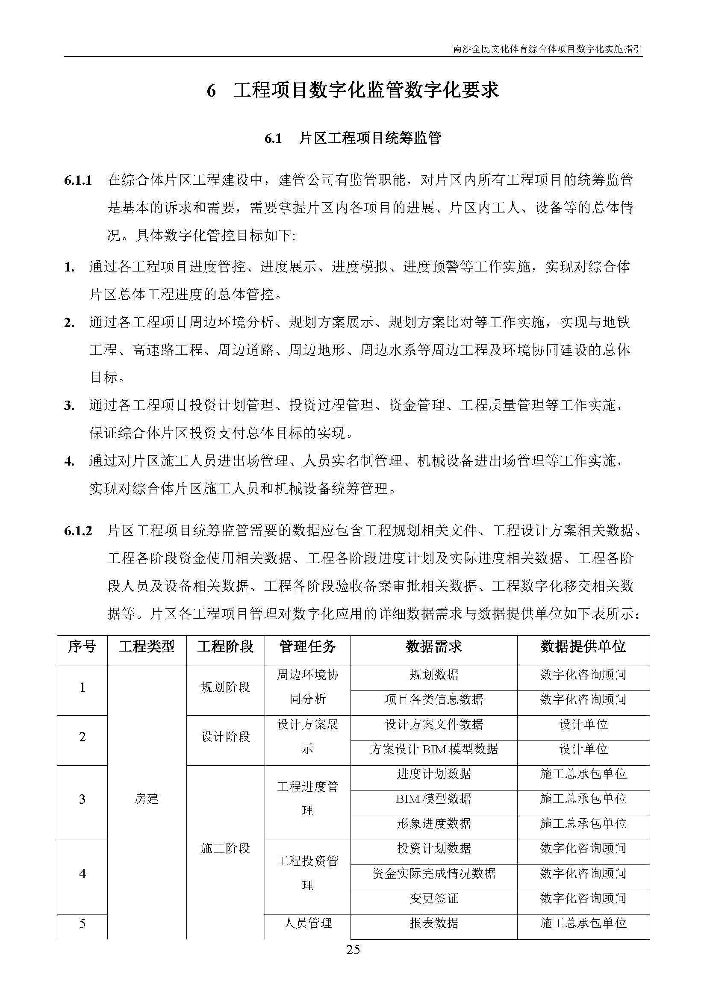 南沙全民文化体育综合体项目数字化实施指引
6 工程项目数字化监管数字化要求
6.1 片区工程项目统筹监管
6.1.1 在综合体片区工程建设中，建管公司有监管职能，对片区内所有工程项目的统筹监管
是基本的诉求和需要，需要掌握片区内各项目的进展、片区内工人、设备等的总体情
况。具体数字化管控目标如下:
1. 通过各工程项目进度管控、进度展示、进度模拟、进度预警等工作实施，实现对综合体
片区总体工程进度的总体管控。
2. 通过各工程项目周边环境分析、规划方案展示、规划方案比对等工作实施，实现与地铁
工程、高速路工程、周边道路、周边地形、周边水系等周边工程及环境协同建设的总体
目标。
3. 通过各工程项目投资计划管理、投资过程管理、资金管理、工程质量管理等工作实施，
保证综合体片区投资支付总体目标的实现。
4. 通过对片区施工人员进出场管理、人员实名制管理、机械设备进出场管理等工作实施，
实现对综合体片区施工人员和机械设备统筹管理。
6.1.2 片区工程项目统筹监管需要的数据应包含工程规划相关文件、工程设计方案相关数据、
工程各阶段资金使用相关数据、工程各阶段进度计划及实际进度相关数据、工程各阶
段人员及设备相关数据、工程各阶段验收备案审批相关数据、工程数字化移交相关数
据等。片区各工程项目管理对数字化应用的详细数据需求与数据提供单位如下表所示：
序号 工程类型 工程阶段 管理任务 数据需求 数据提供单位
1 规划阶段 周边环境协 规划数据 数字化咨询顾问
同分析 项目各类信息数据 数字化咨询顾问
2 设计阶段 设计方案展 设计方案文件数据 设计单位
示 方案设计 BIM 模型数据 设计单位
3 房建 工程进度管 进度计划数据 施工总承包单位
理 BIM 模型数据 施工总承包单位
形象进度数据 施工总承包单位
4 施工阶段 工程投资管 投资计划数据 数字化咨询顾问
理 资金实际完成情况数据 数字化咨询顾问
变更签证 数字化咨询顾问
5 人员管理 报表数据 施工总承包单位
25